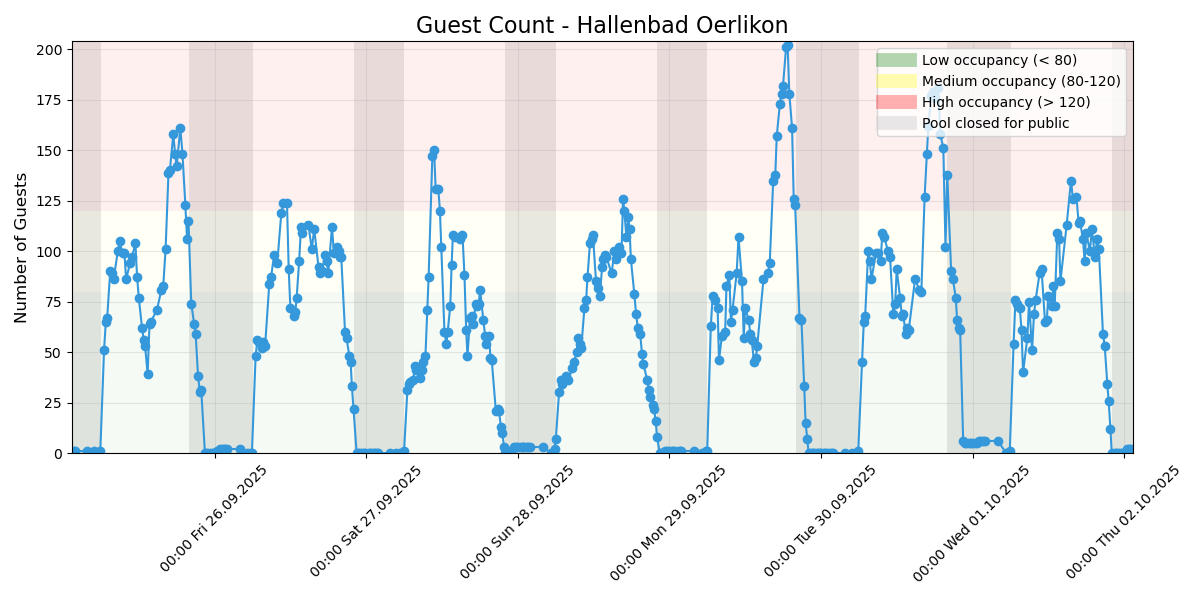 Guest Count - Hallenbad Oerlikon
Number of Guests
200
175
150
125
100
75
50
25
0
Low occupancy (< 80)
Medium occupancy (80-120)
High occupancy (> 120)
Pool closed for public
00:00 Fri 26.09.2025
00:00 Sat 27.09.2025
00:00 Sun 28.09.2025
00:00 Mon 29.09.2025
00:00 Tue 30.09.2025
00:00 Wed 01.10.2025
00:00 Thu 02.10.2025